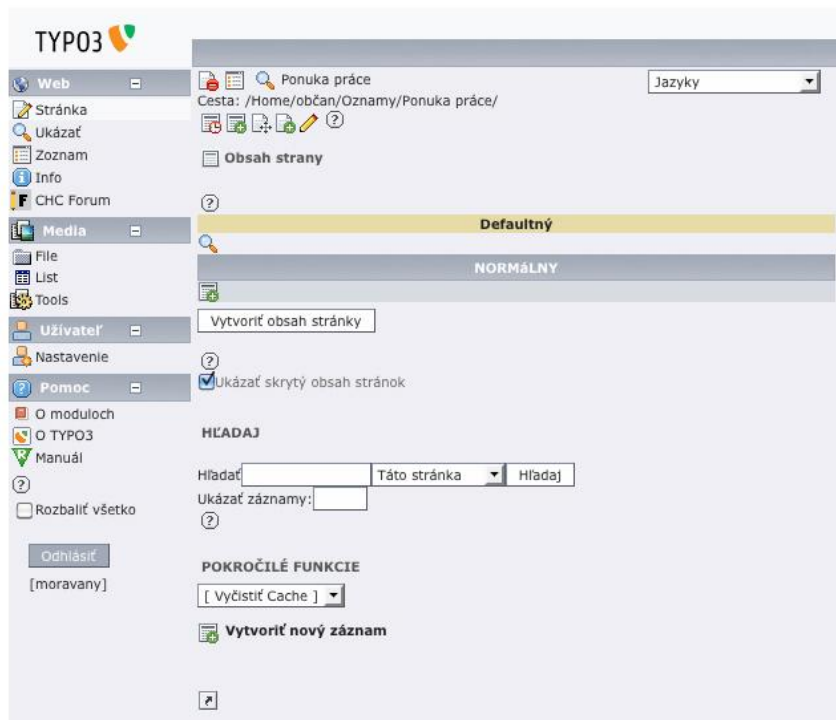 TYPO3
Web
Stránka
Ukázať
Zoznam
Info
CHC Forum
Media
File
List
Tools
Užívateľ
Nastavenie
Pomoc
O moduloch
O TYPO3
Manuál
Rozbaliť všetko
Odhlásiť
[moravany]
Ponuka práce
Jazyky
Cesta: /Home/občan/Oznamy/Ponuka práce/
Obsah strany
Defaultný
NORMáLNY
Vytvoriť obsah stránky
Ukázať skrytý obsah stránok
HĽADAJ
Hľadať Táto stránka Hľadaj
Ukázať záznamy:
POKROČILÉ FUNKCIE
[ Vyčistiť Cache ]
Vytvoriť nový záznam